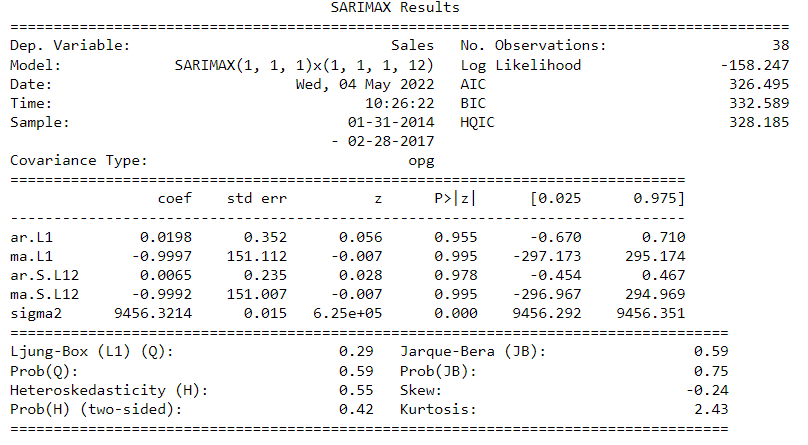 SARIMAX Results
==========================================================================================
Dep. Variable: Sales No. Observations: 38
Model: SARIMAX(1, 1, 1)x(1, 1, 1, 12) Log Likelihood -158.247
Date: Wed, 04 May 2022 AIC 326.495
Time: 10:26:22 BIC 332.589
Sample: 01-31-2014 HQIC 328.185
- 02-28-2017
Covariance Type: opg
==============================================================================
coef std err z P>|z| [0.025 0.975]
------------------------------------------------------------------------------
ar.L1 0.0198 0.352 0.056 0.955 -0.670 0.710
ma.L1 -0.9997 151.112 -0.007 0.995 -297.173 295.174
ar.S.L12 0.0065 0.235 0.028 0.978 -0.454 0.467
ma.S.L12 -0.9992 151.007 -0.007 0.995 -296.967 294.969
sigma2 9456.3214 0.015 6.25e+05 0.000 9456.292 9456.351
===================================================================================
Ljung-Box (L1) (Q): 0.29 Jarque-Bera (JB): 0.59
Prob(Q): 0.59 Prob(JB): 0.75
Heteroskedasticity (H): 0.55 Skew: -0.24
Prob(H) (two-sided): 0.42 Kurtosis: 2.43
===================================================================================